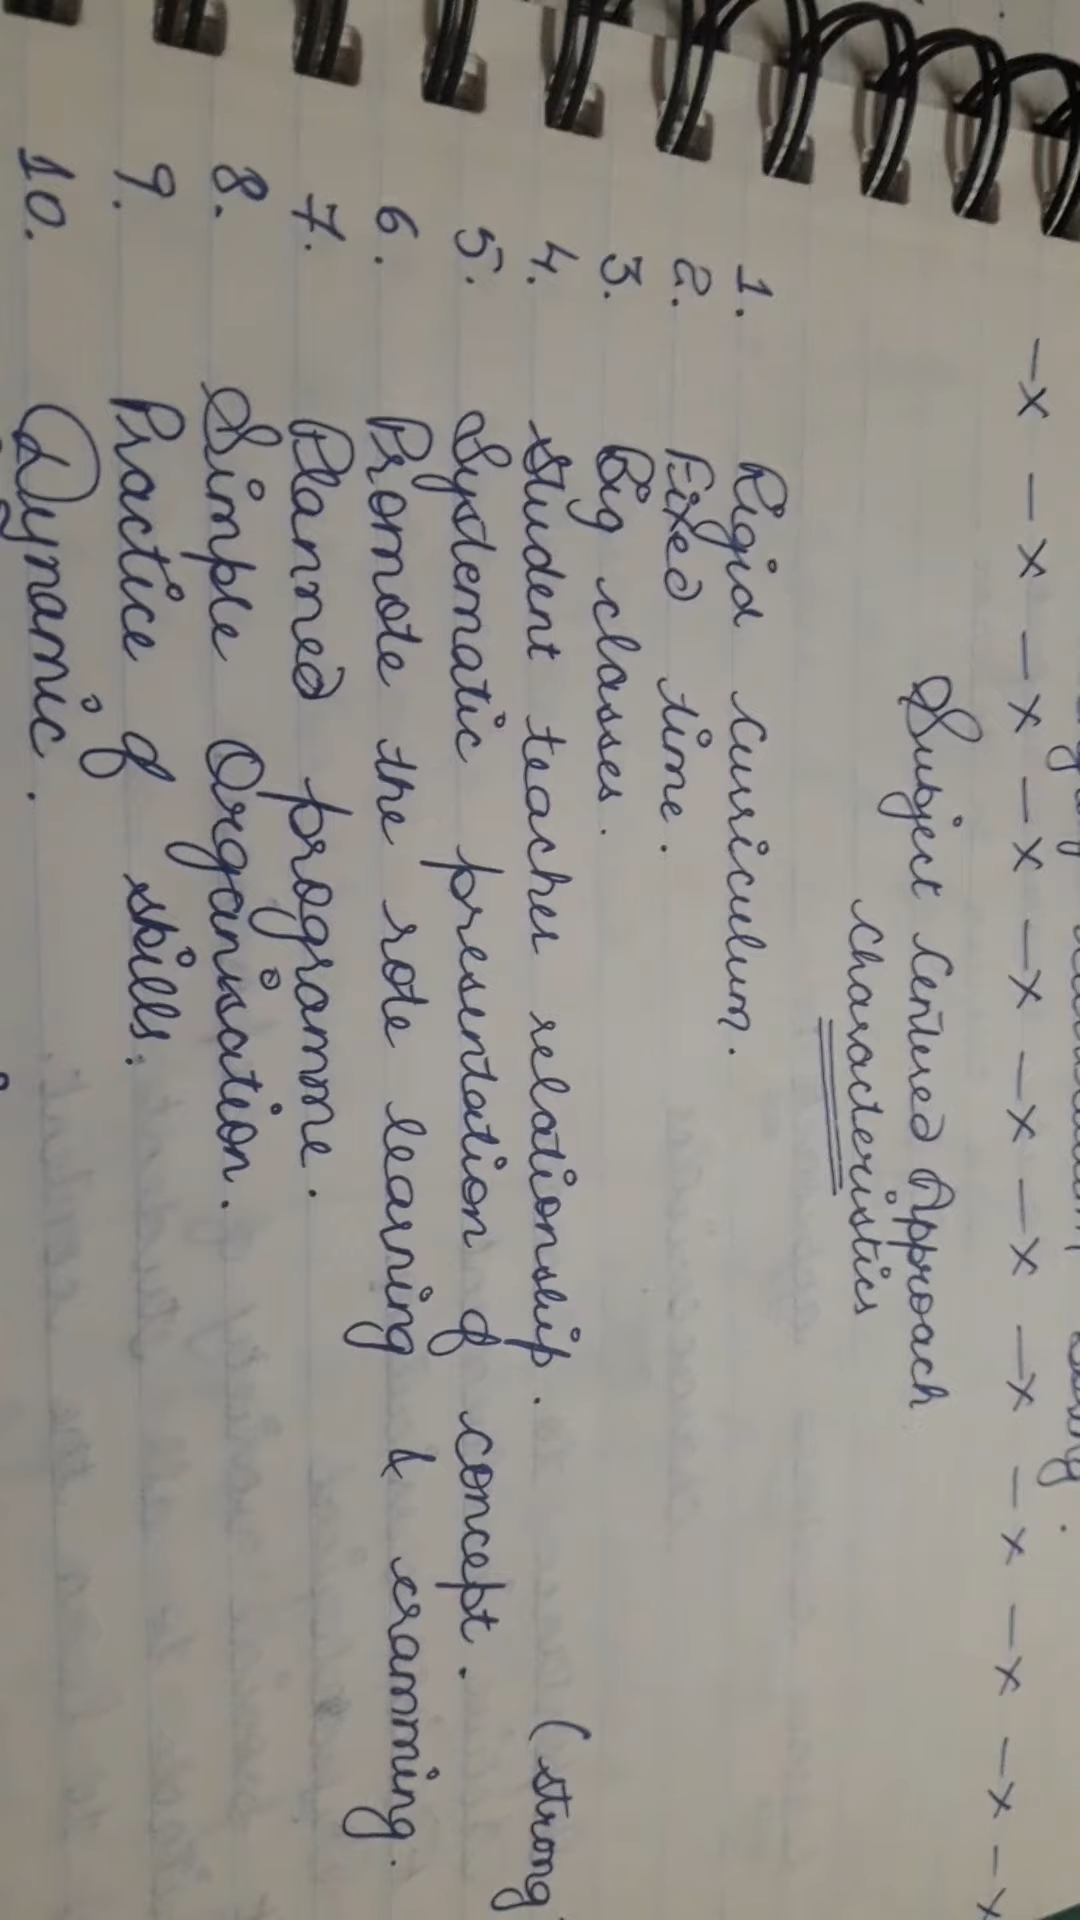 -x -x -x -x -x -x -x -x -x -x -x -x
Subject Centured Approach
characteristics
1. Rigid curiculum.
2. Fixed time.
3. Big classes.
4. student teacher relationship. (strong
5. Systematic presentation of concept.
6. Promote the rote learning & cramming.
7. Planned programme.
8. Simple Organisation.
9. Practice of skills.
10. Dynamic.